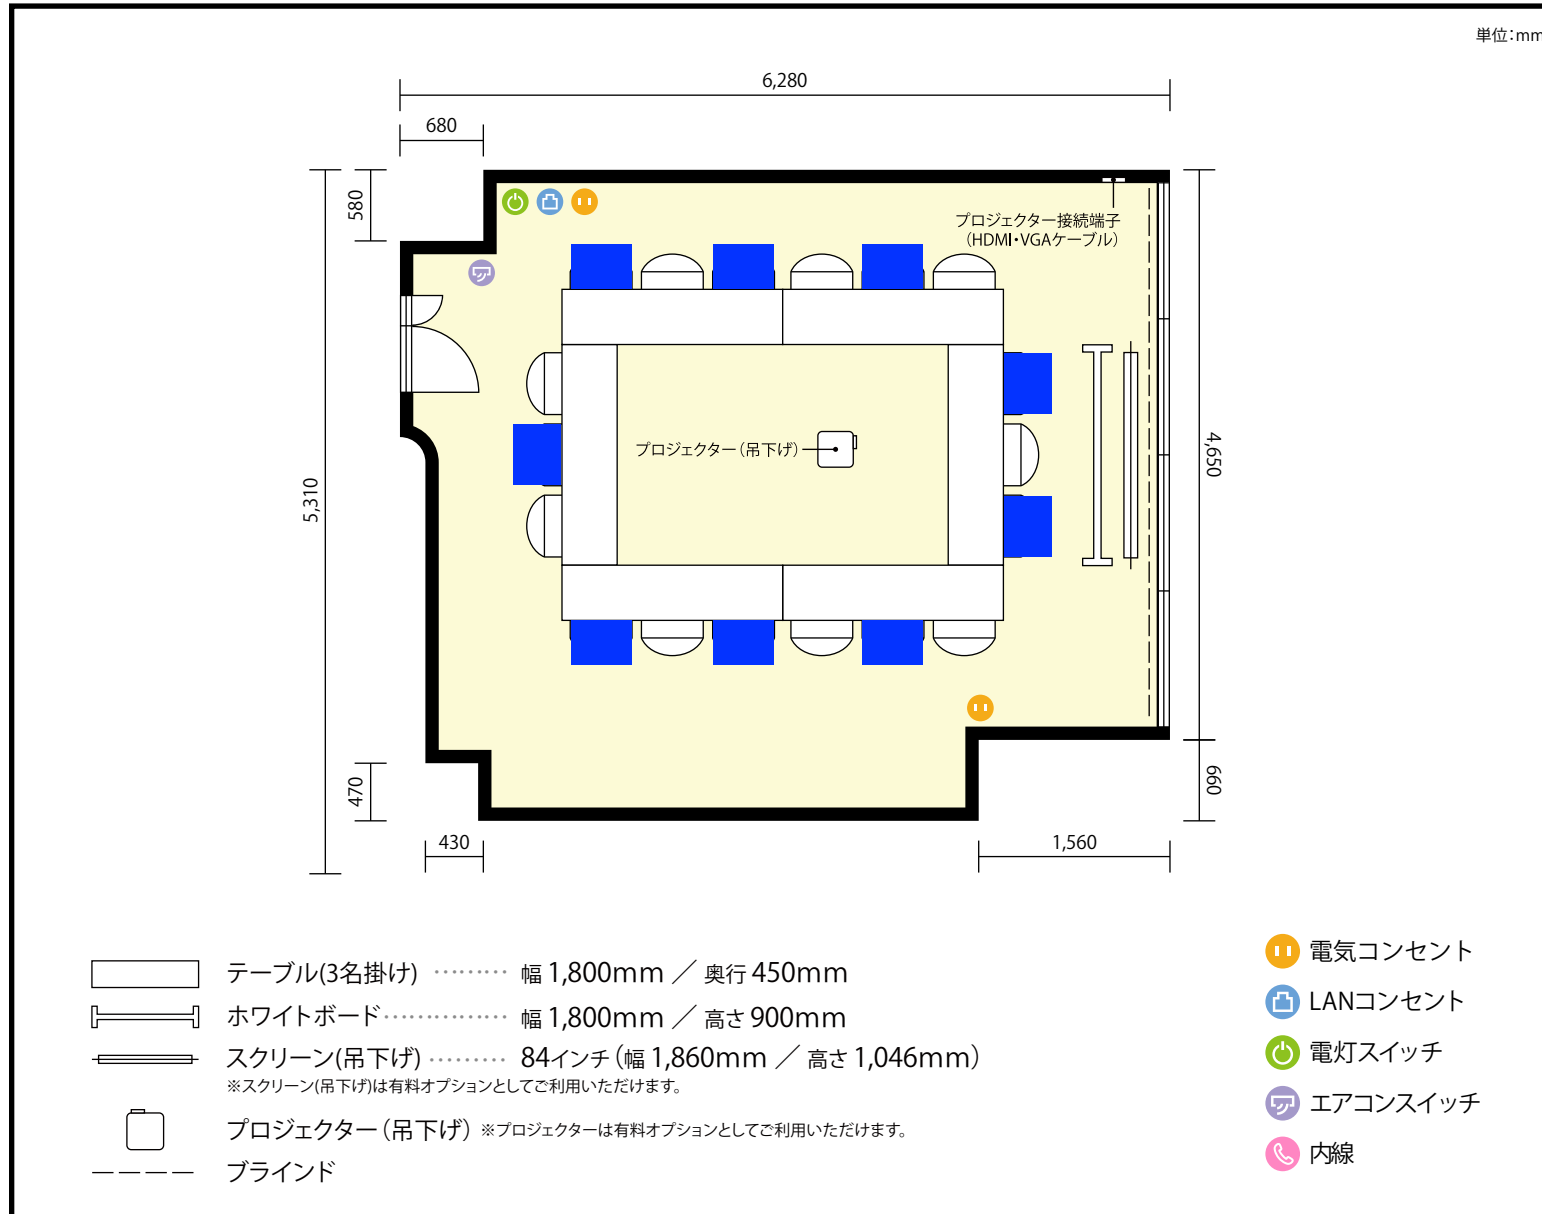 単位：mm
6,280
680
580
プロジェクター接続端子
（HDMI・VGAケーブル）
プロジェクター（吊下げ）
4,650
5,310
470
660
430
1,560
テーブル(3名掛け) ········· 幅 1,800mm ／ 奥行 450mm
ホワイトボード·············· 幅 1,800mm ／ 高さ 900mm
スクリーン(吊下げ) ········· 84インチ（幅 1,860mm ／ 高さ 1,046mm）
※スクリーン(吊下げ)は有料オプションとしてご利用いただけます。
プロジェクター（吊下げ） ※プロジェクターは有料オプションとしてご利用いただけます。
ブラインド
電気コンセント
LANコンセント
電灯スイッチ
エアコンスイッチ
内線